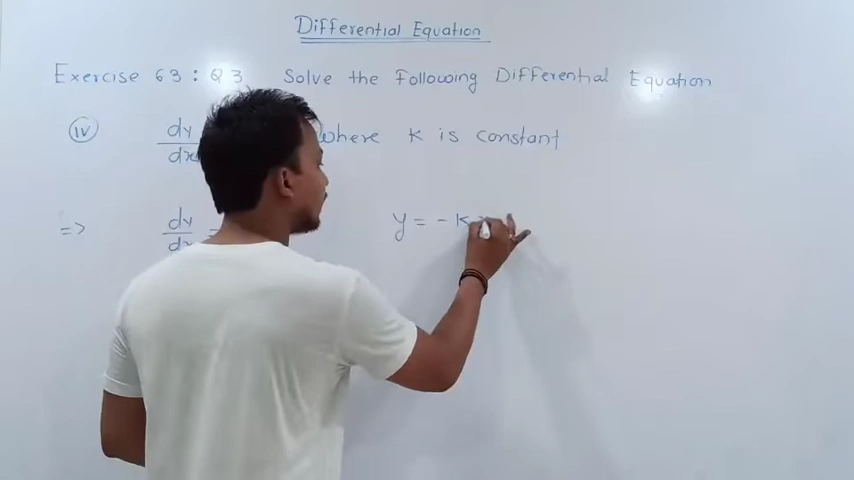 Differential Equation
Exercise 63 : Q 3 Solve the Following Differential Equation
(iv) dy/dx where K is constant
=> dy/dx = y = - K